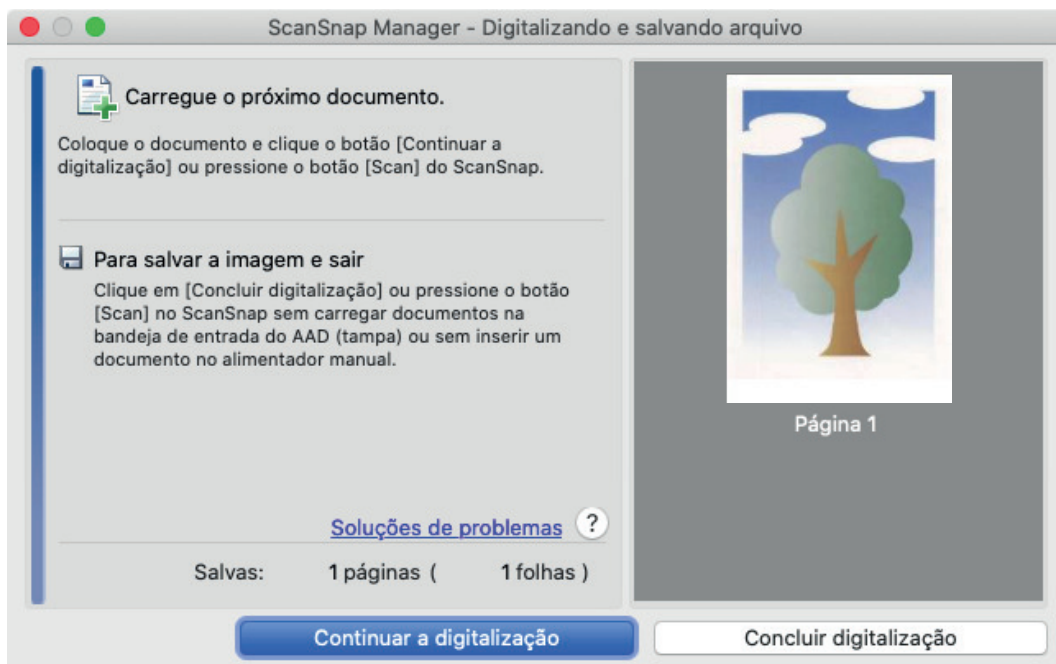 ScanSnap Manager - Digitalizando e salvando arquivo
Carregue o próximo documento.
Coloque o documento e clique o botão [Continuar a
digitalização] ou pressione o botão [Scan] do ScanSnap.
Para salvar a imagem e sair
Clique em [Concluir digitalização] ou pressione o botão
[Scan] no ScanSnap sem carregar documentos na
bandeja de entrada do AAD (tampa) ou sem inserir um
documento no alimentador manual.
Soluções de problemas ?
Salvas: 1 páginas ( 1 folhas )
Página 1
Continuar a digitalização
Concluir digitalização